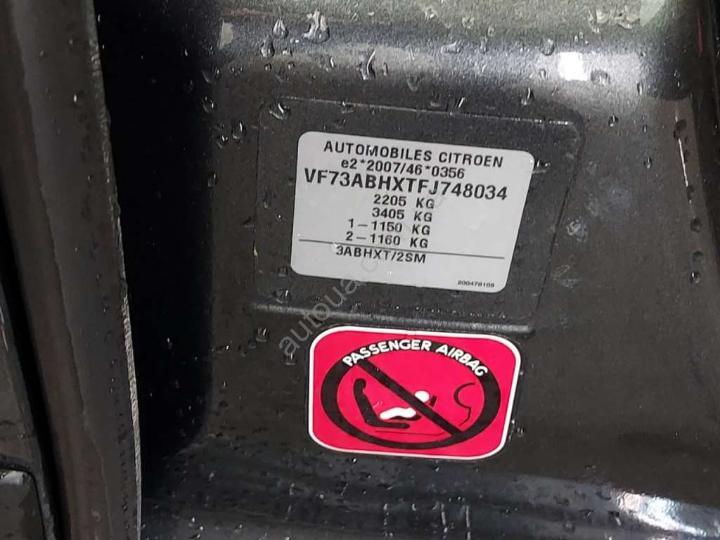 AUTOMOBILES CITROEN
e2*2007/46*0356
VF73ABHXTFJ748034
2205 KG
3405 KG
1-1150 KG
2-1160 KG
3ABHXT/2SM
PASSENGER AIRBAG